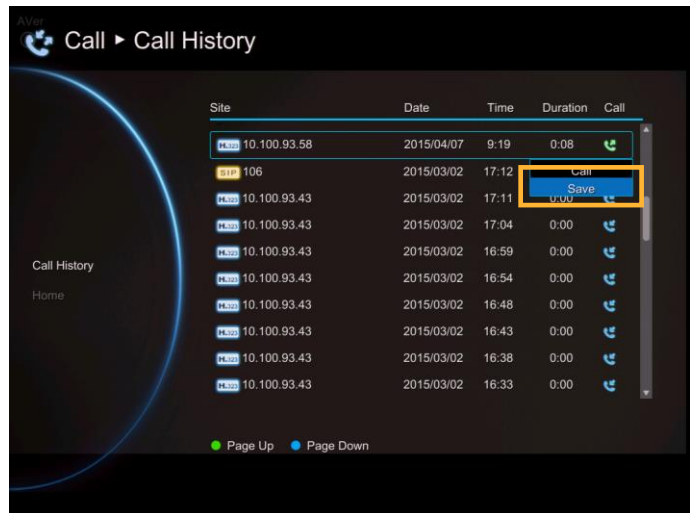 AVer
Call ► Call History
Site Date Time Duration Call
H.323 10.100.93.58 2015/04/07 9:19 0:08
SIP 106 2015/03/02 17:12 Call
Save
H.323 10.100.93.43 2015/03/02 17:11 0:00
H.323 10.100.93.43 2015/03/02 17:04 0:00
H.323 10.100.93.43 2015/03/02 16:59 0:00
Call History
H.323 10.100.93.43 2015/03/02 16:54 0:00
Home
H.323 10.100.93.43 2015/03/02 16:48 0:00
H.323 10.100.93.43 2015/03/02 16:43 0:00
H.323 10.100.93.43 2015/03/02 16:38 0:00
H.323 10.100.93.43 2015/03/02 16:33 0:00
Page Up Page Down